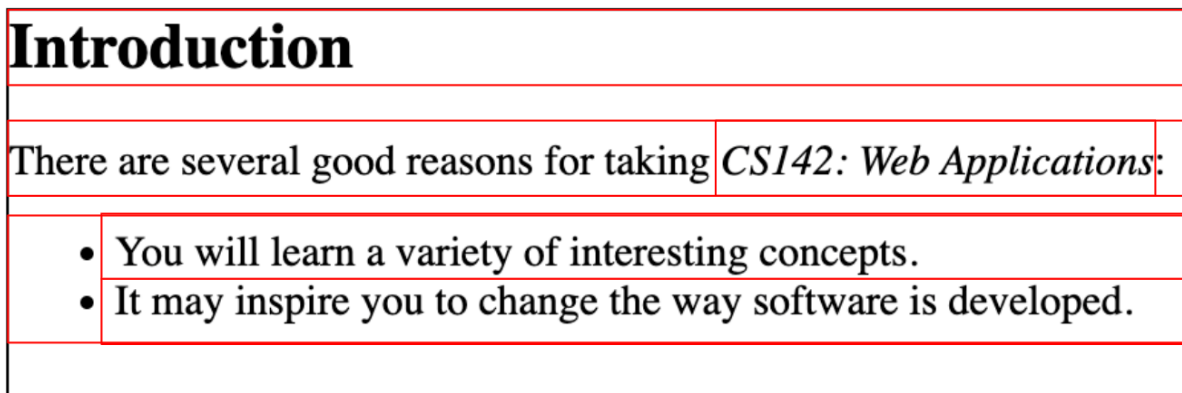 Introduction
There are several good reasons for taking CS142: Web Applications:
• You will learn a variety of interesting concepts.
• It may inspire you to change the way software is developed.